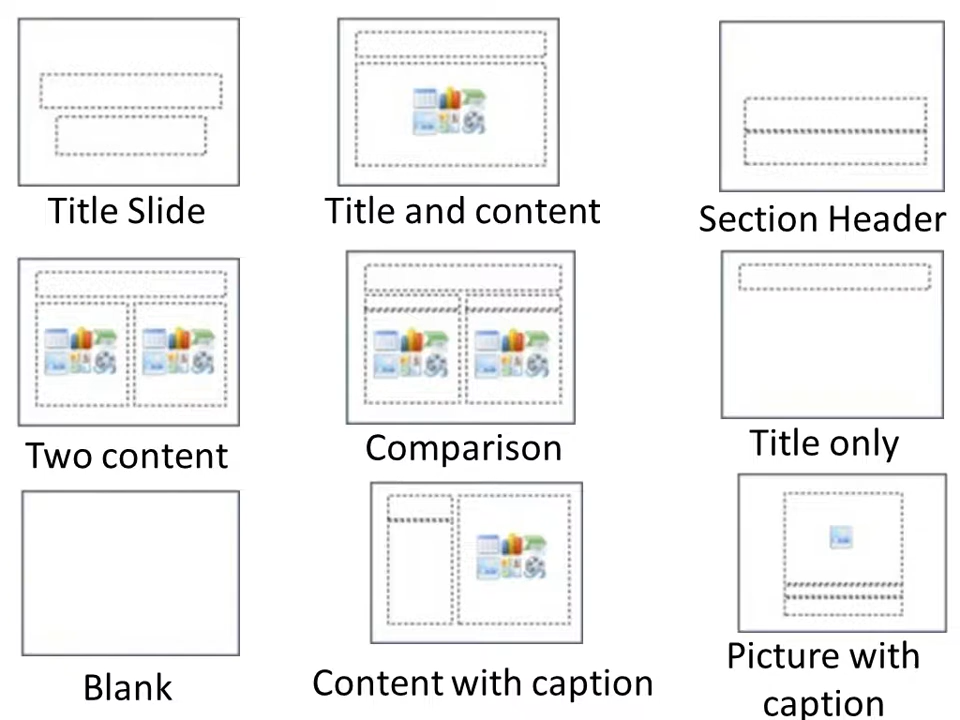 Title Slide
Title and content
Section Header
Two content
Comparison
Title only
Blank
Content with caption
Picture with
caption